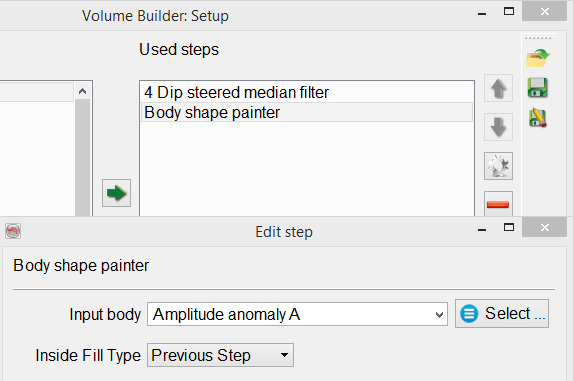 Volume Builder: Setup
Used steps
4 Dip steered median filter
Body shape painter
Edit step
Body shape painter
Input body Amplitude anomaly A Select ...
Inside Fill Type Previous Step